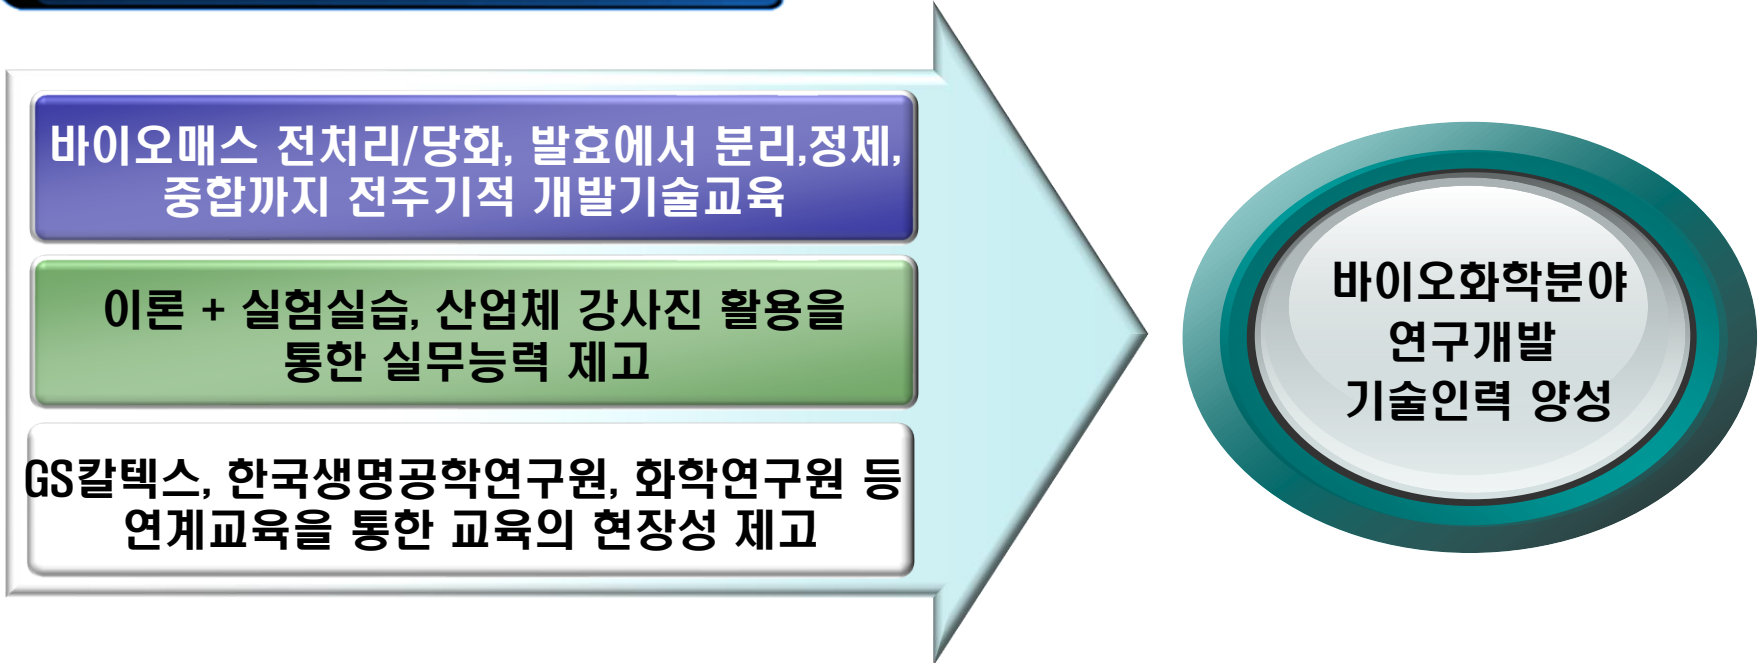 바이오매스 전처리/당화, 발효에서 분리,정제,
중합까지 전주기적 개발기술교육
이론 + 실험실습, 산업체 강사진 활용을
통한 실무능력 제고
GS칼텍스, 한국생명공학연구원, 화학연구원 등
연계교육을 통한 교육의 현장성 제고
바이오화학분야
연구개발
기술인력 양성